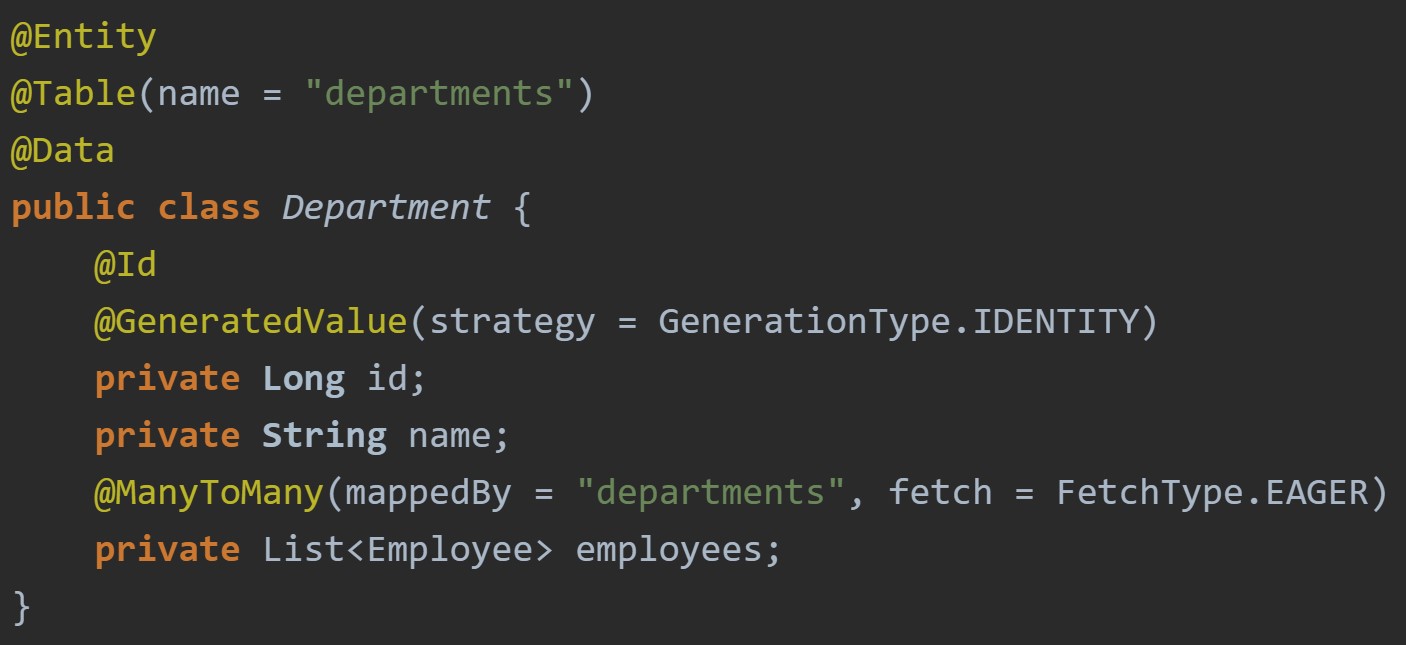 @Entity
@Table(name = "departments")
@Data
public class Department {
    @Id
    @GeneratedValue(strategy = GenerationType.IDENTITY)
    private Long id;
    private String name;
    @ManyToMany(mappedBy = "departments", fetch = FetchType.EAGER)
    private List<Employee> employees;
}